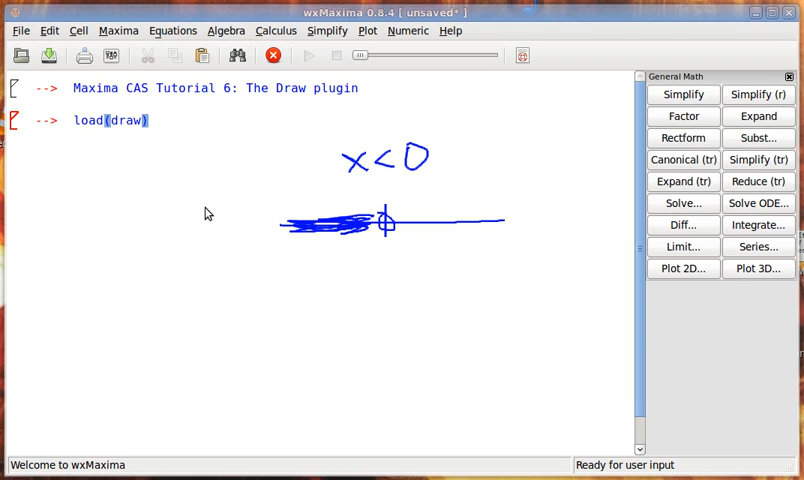 wxMaxima 0.8.4 [ unsaved* ]
File Edit Cell Maxima Equations Algebra Calculus Simplify Plot Numeric Help
--> Maxima CAS Tutorial 6: The Draw plugin
--> load(draw)
x<0
General Math
Simplify Simplify (r)
Factor Expand
Rectform Subst...
Canonical (tr) Simplify (tr)
Expand (tr) Reduce (tr)
Solve... Solve ODE...
Diff... Integrate...
Limit... Series...
Plot 2D... Plot 3D...
Welcome to wxMaxima Ready for user input